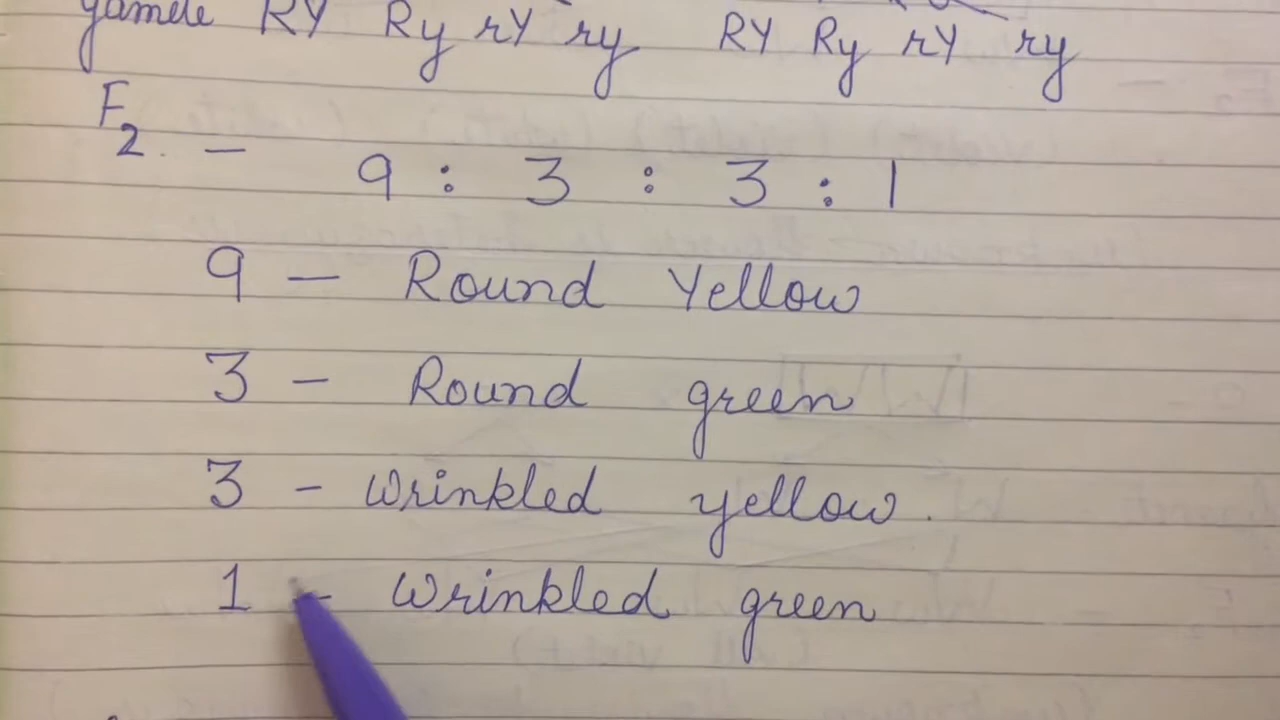 gamete RY Ry rY ry RY Ry rY ry
F2 - 9 : 3 : 3 : 1
9 - Round Yellow
3 - Round green
3 - Wrinkled yellow.
1 - Wrinkled green